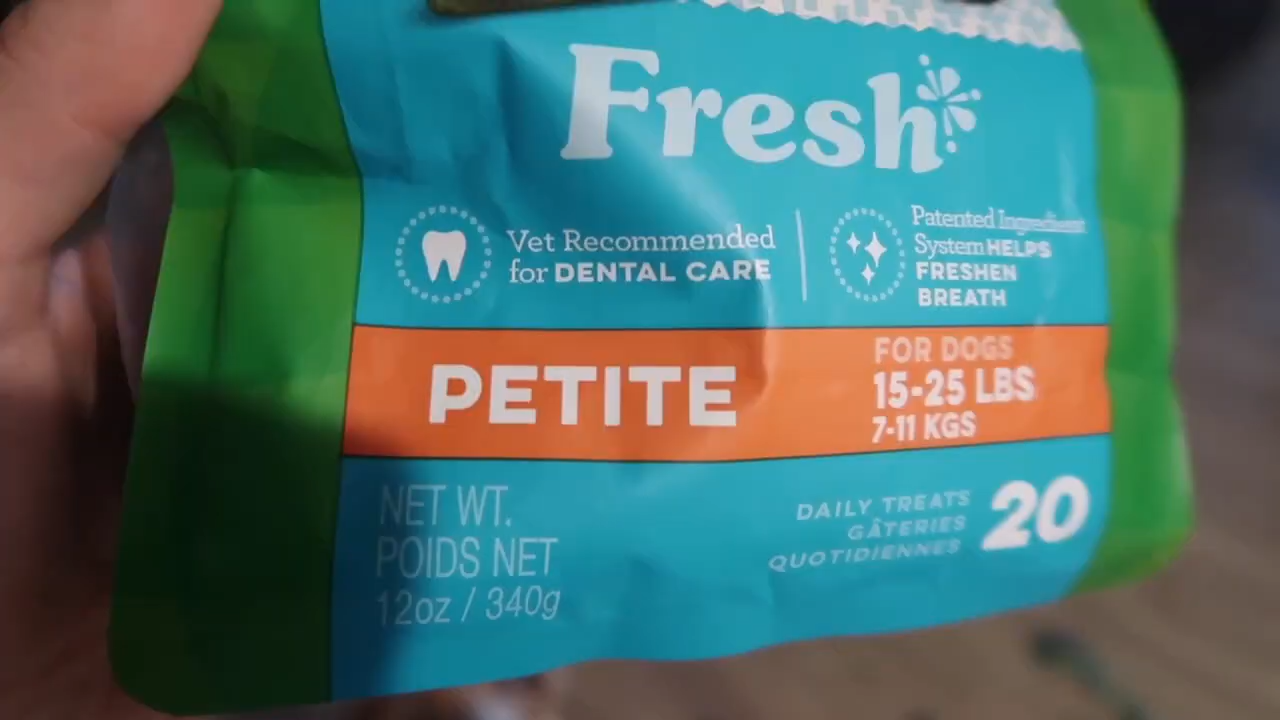 Fresh
Vet Recommended
for DENTAL CARE
Patented Ingredient
System HELPS
FRESHEN
BREATH
PETITE
FOR DOGS
15-25 LBS
7-11 KGS
NET WT.
POIDS NET
12oz / 340g
DAILY TREATS
GÂTERIES
QUOTIDIENNES
20